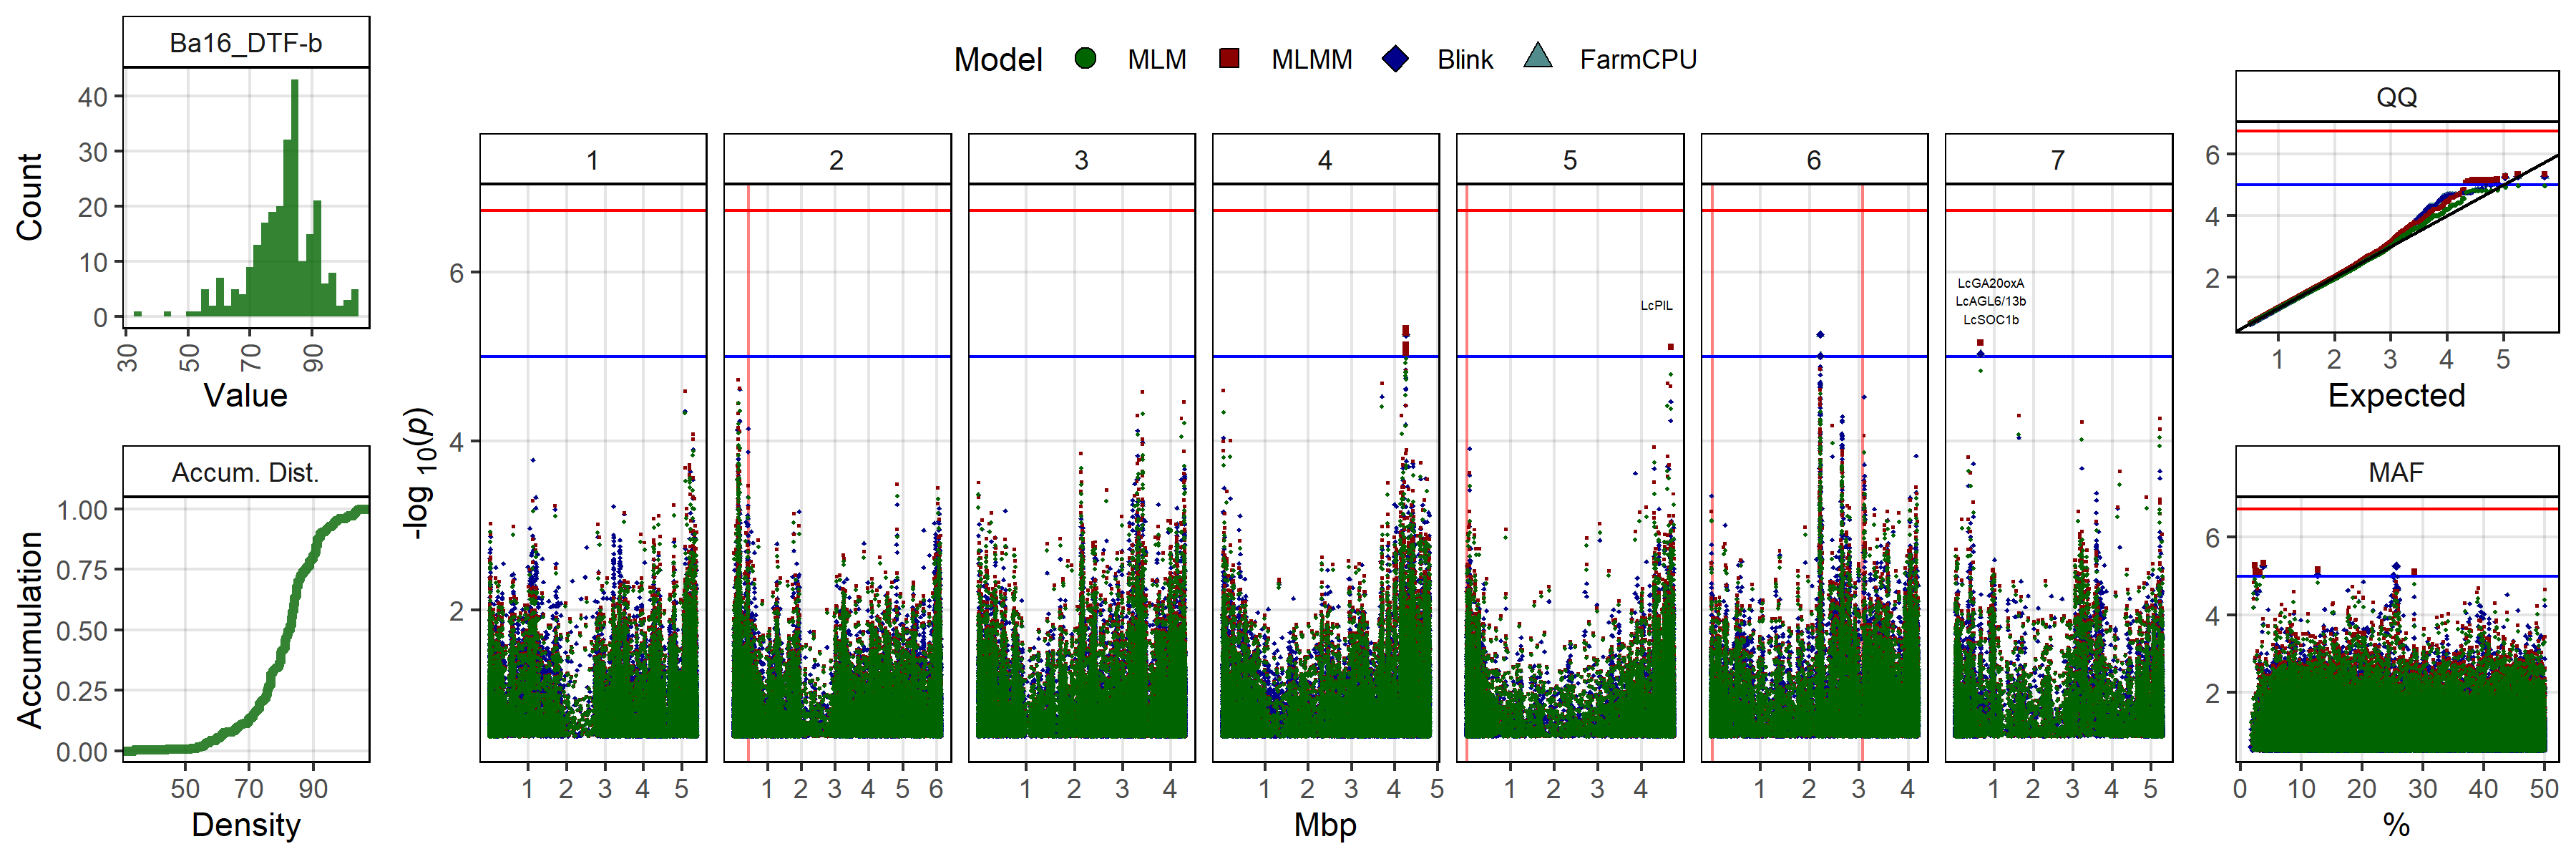 Ba16_DTF-b
Count
40
30
20
10
0
30 50 70 90
Value
Accum. Dist.
Accumulation
1.00
0.75
0.50
0.25
0.00
50 70 90
Density
Model MLM MLMM Blink FarmCPU
-log 10(p)
6
4
2
1 2 3 4 5 6 7
LcPIL
LcGA20oxA
LcAGL6/13b
LcSOC1b
1 2 3 4 5
1 2 3 4 5 6
1 2 3 4
1 2 3 4 5
1 2 3 4
1 2 3 4
1 2 3 4 5
Mbp
QQ
6
4
2
1 2 3 4 5
Expected
MAF
6
4
2
0 10 20 30 40 50
%